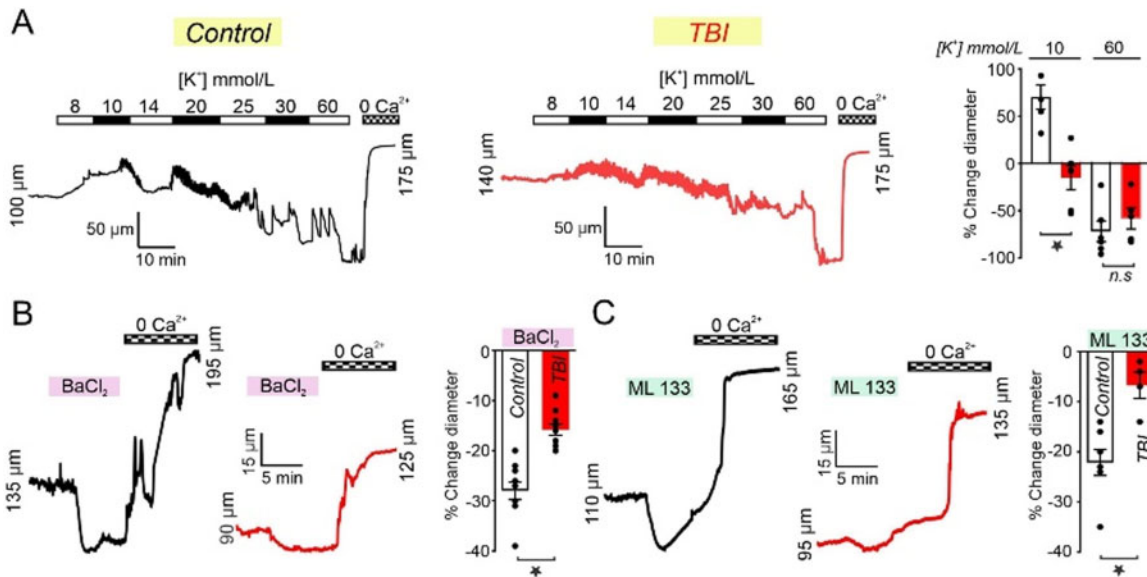 A
Control
[K⁺] mmol/L
8 10 14 20 30 60 0 Ca²⁺
100 µm
175 µm
50 µm
10 min
TBI
[K⁺] mmol/L
8 10 14 20 30 60 0 Ca²⁺
140 µm
175 µm
50 µm
10 min
[K⁺] mmol/L 10 60
% Change diameter
100
50
0
-50
-100
n.s
B
0 Ca²⁺
BaCl₂
135 µm
195 µm
0 Ca²⁺
BaCl₂
15 µm
5 min
90 µm
125 µm
BaCl₂
% Change diameter
0
-10
-20
-30
-40
Control
TBI
C
0 Ca²⁺
ML 133
110 µm
165 µm
0 Ca²⁺
ML 133
15 µm
5 min
95 µm
135 µm
ML 133
% Change diameter
0
-10
-20
-30
-40
Control
TBI